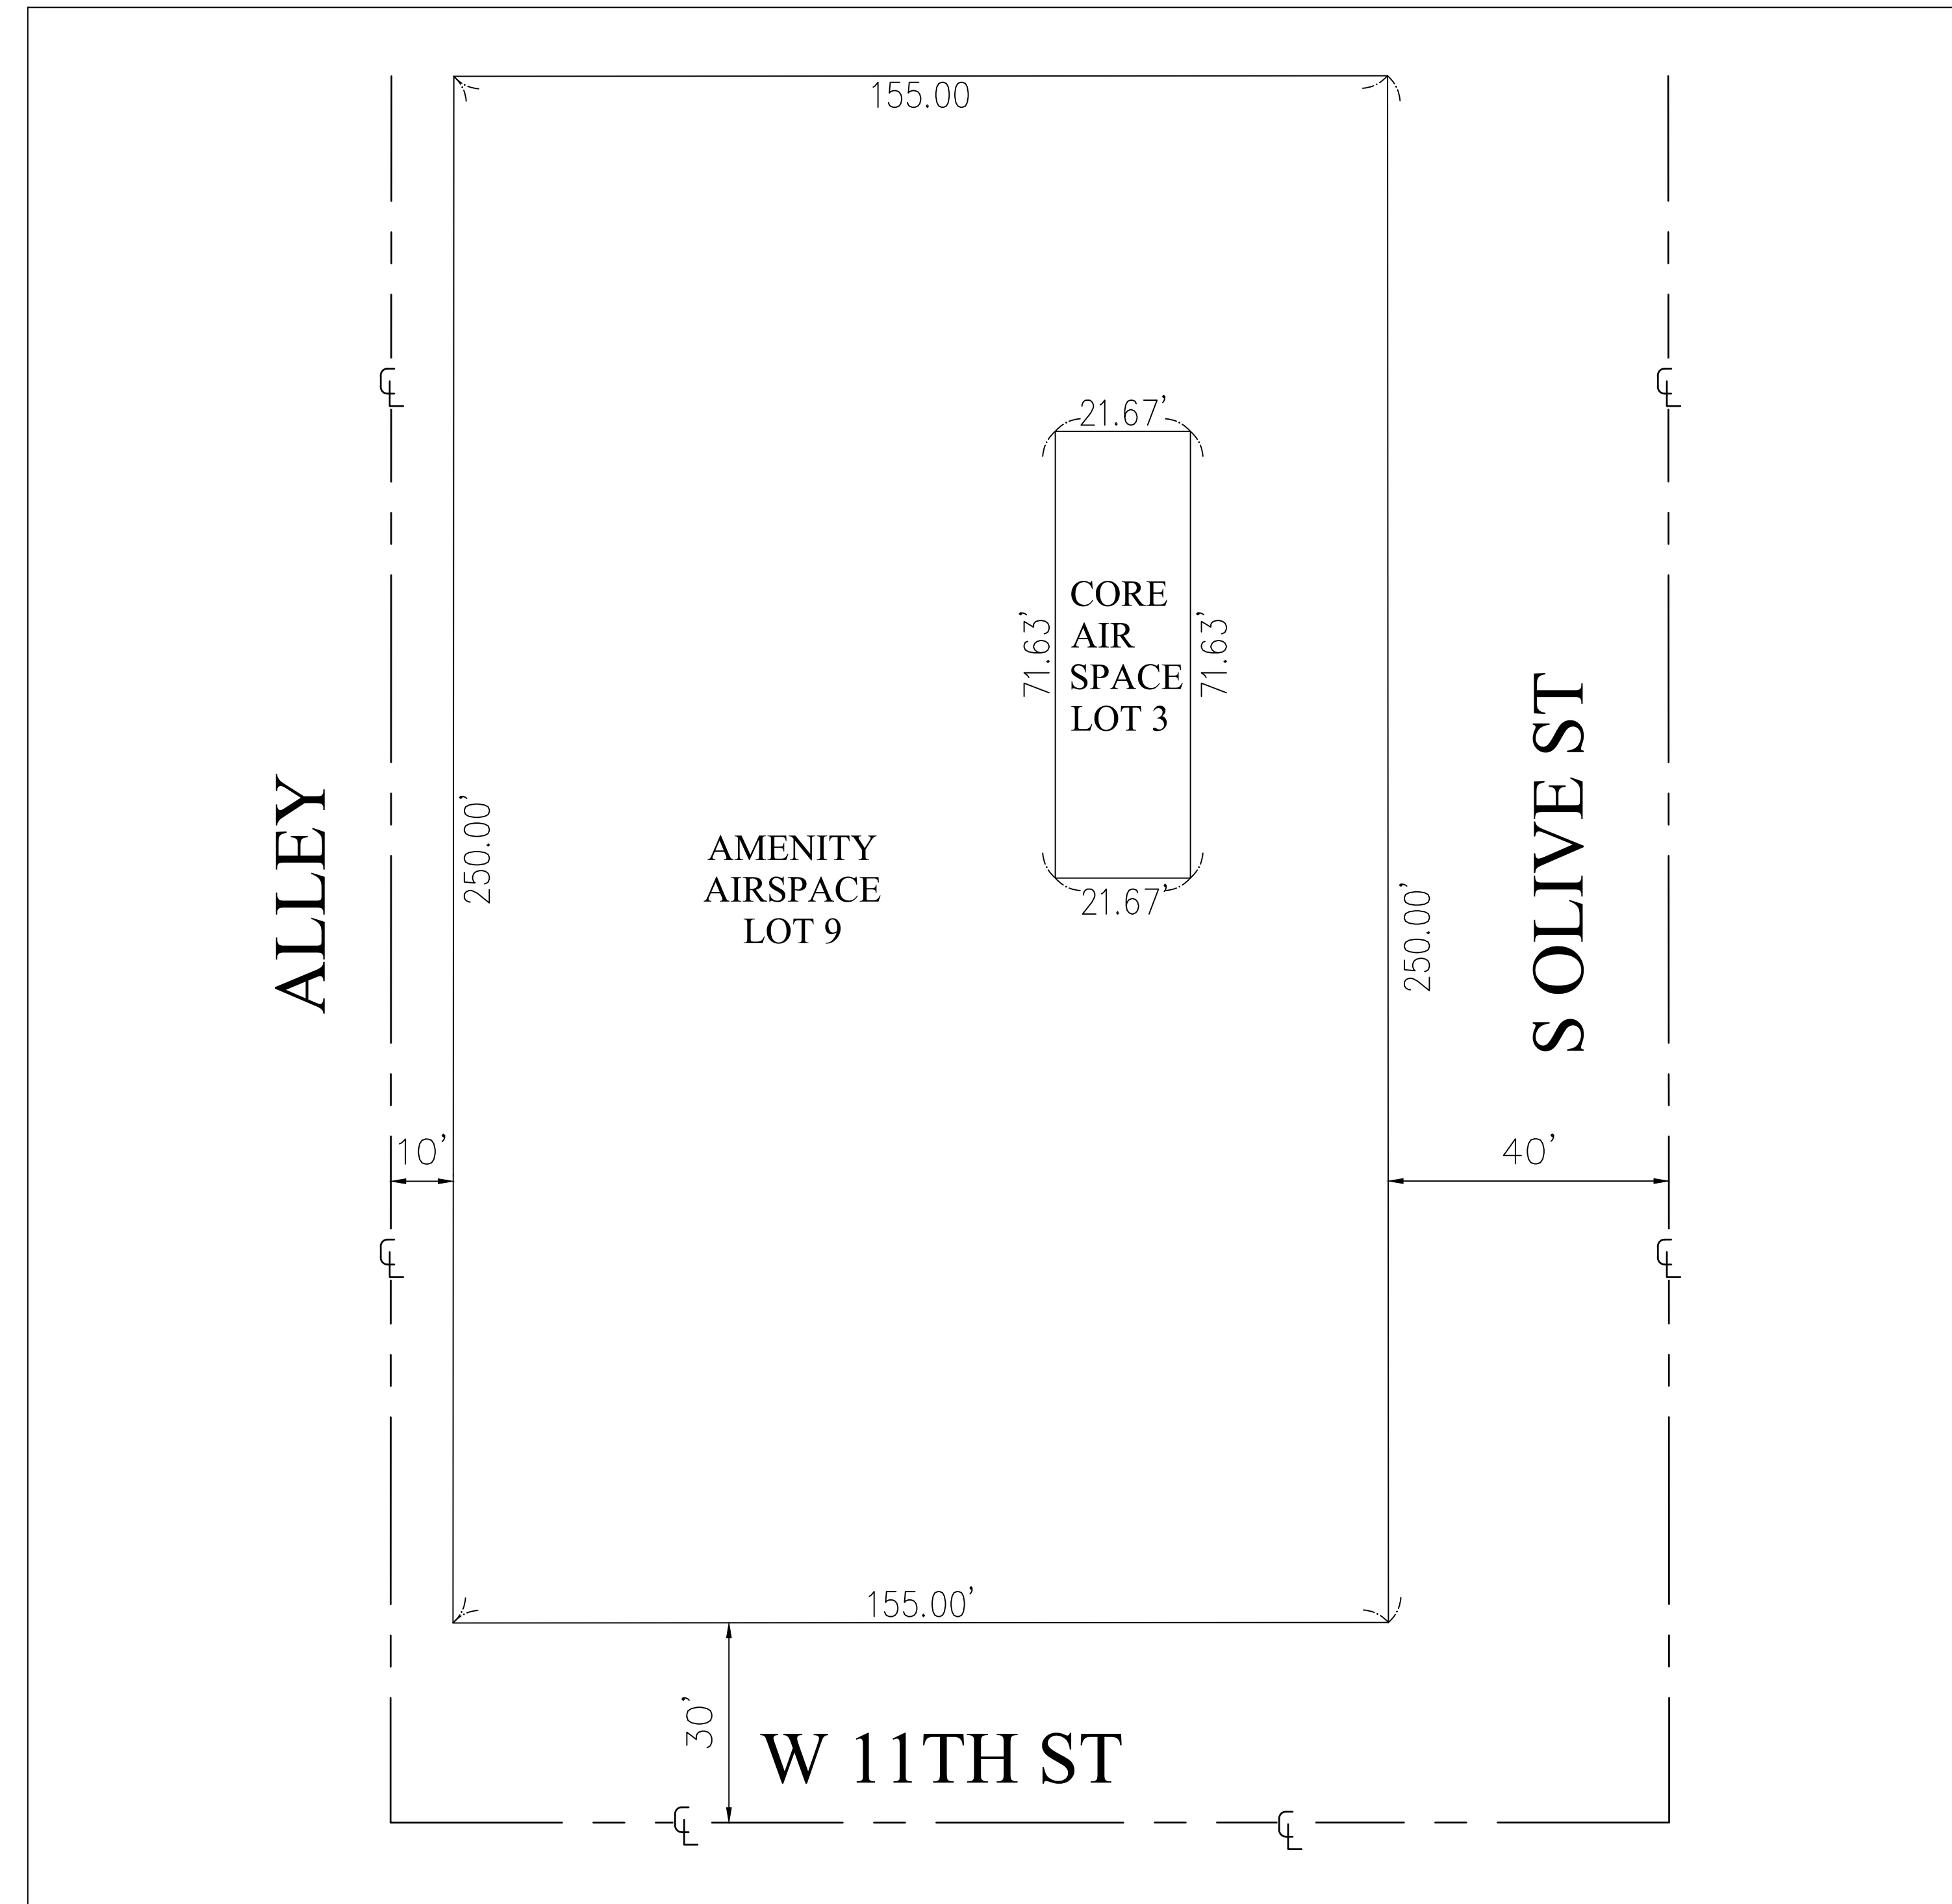 155.00
21.67'
CORE
AIR
SPACE
LOT 3
71.63'
71.63'
21.67'
AMENITY
AIRSPACE
LOT 9
250.00'
250.00'
ALLEY
S OLIVE ST
10'
40'
155.00'
30'
W 11TH ST